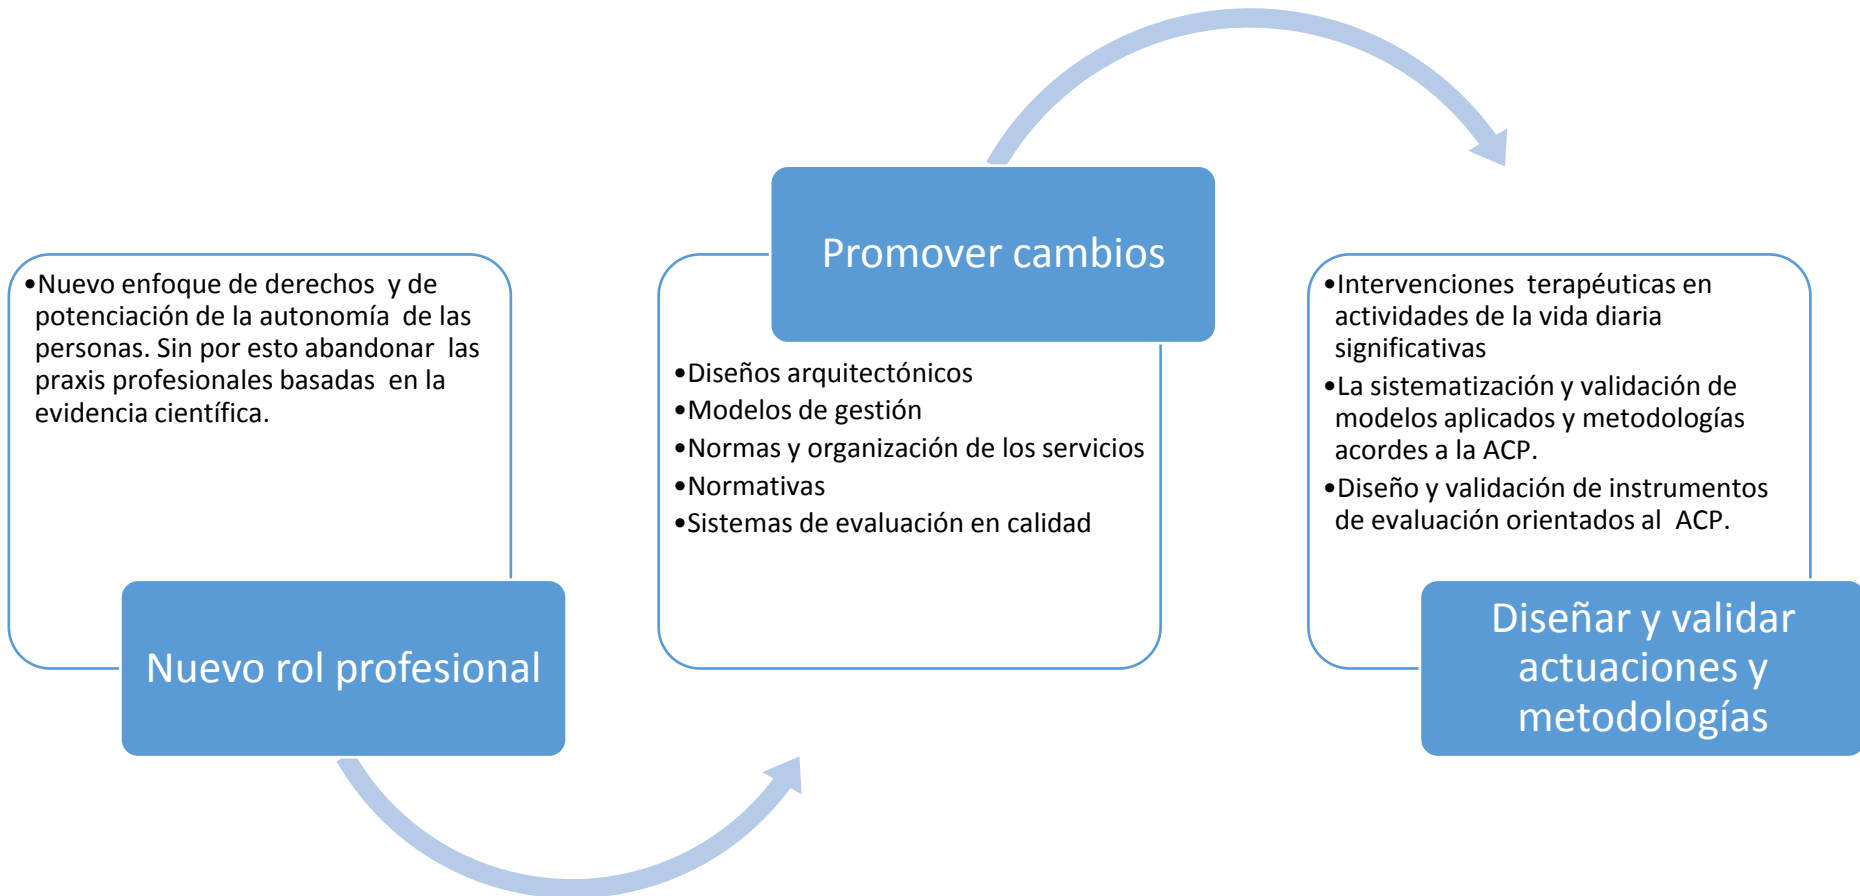 •Nuevo enfoque de derechos y de
potenciación de la autonomía de las
personas. Sin por esto abandonar las
praxis profesionales basadas en la
evidencia científica.
Nuevo rol profesional
Promover cambios
•Diseños arquitectónicos
•Modelos de gestión
•Normas y organización de los servicios
•Normativas
•Sistemas de evaluación en calidad
•Intervenciones terapéuticas en
actividades de la vida diaria
significativas
•La sistematización y validación de
modelos aplicados y metodologías
acordes a la ACP.
•Diseño y validación de instrumentos
de evaluación orientados al ACP.
Diseñar y validar
actuaciones y
metodologías